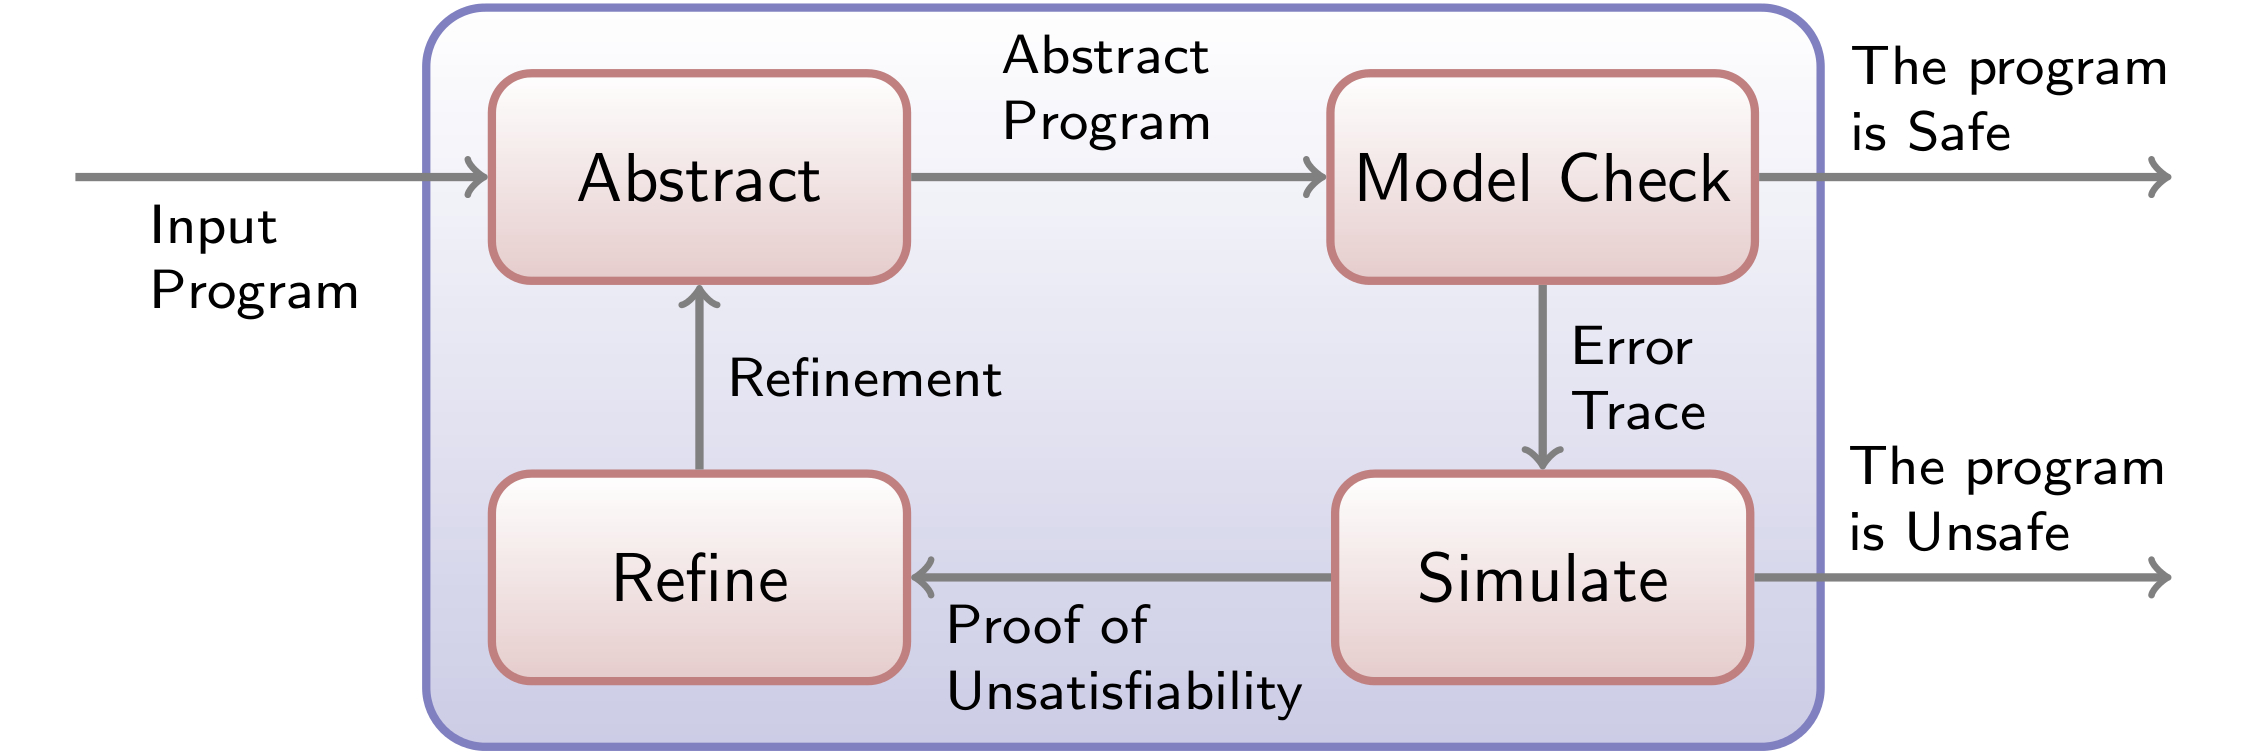 Abstract
Program
The program
is Safe
Abstract
Model Check
Input
Program
Error
Trace
Refinement
The program
is Unsafe
Refine
Simulate
Proof of
Unsatisfiability